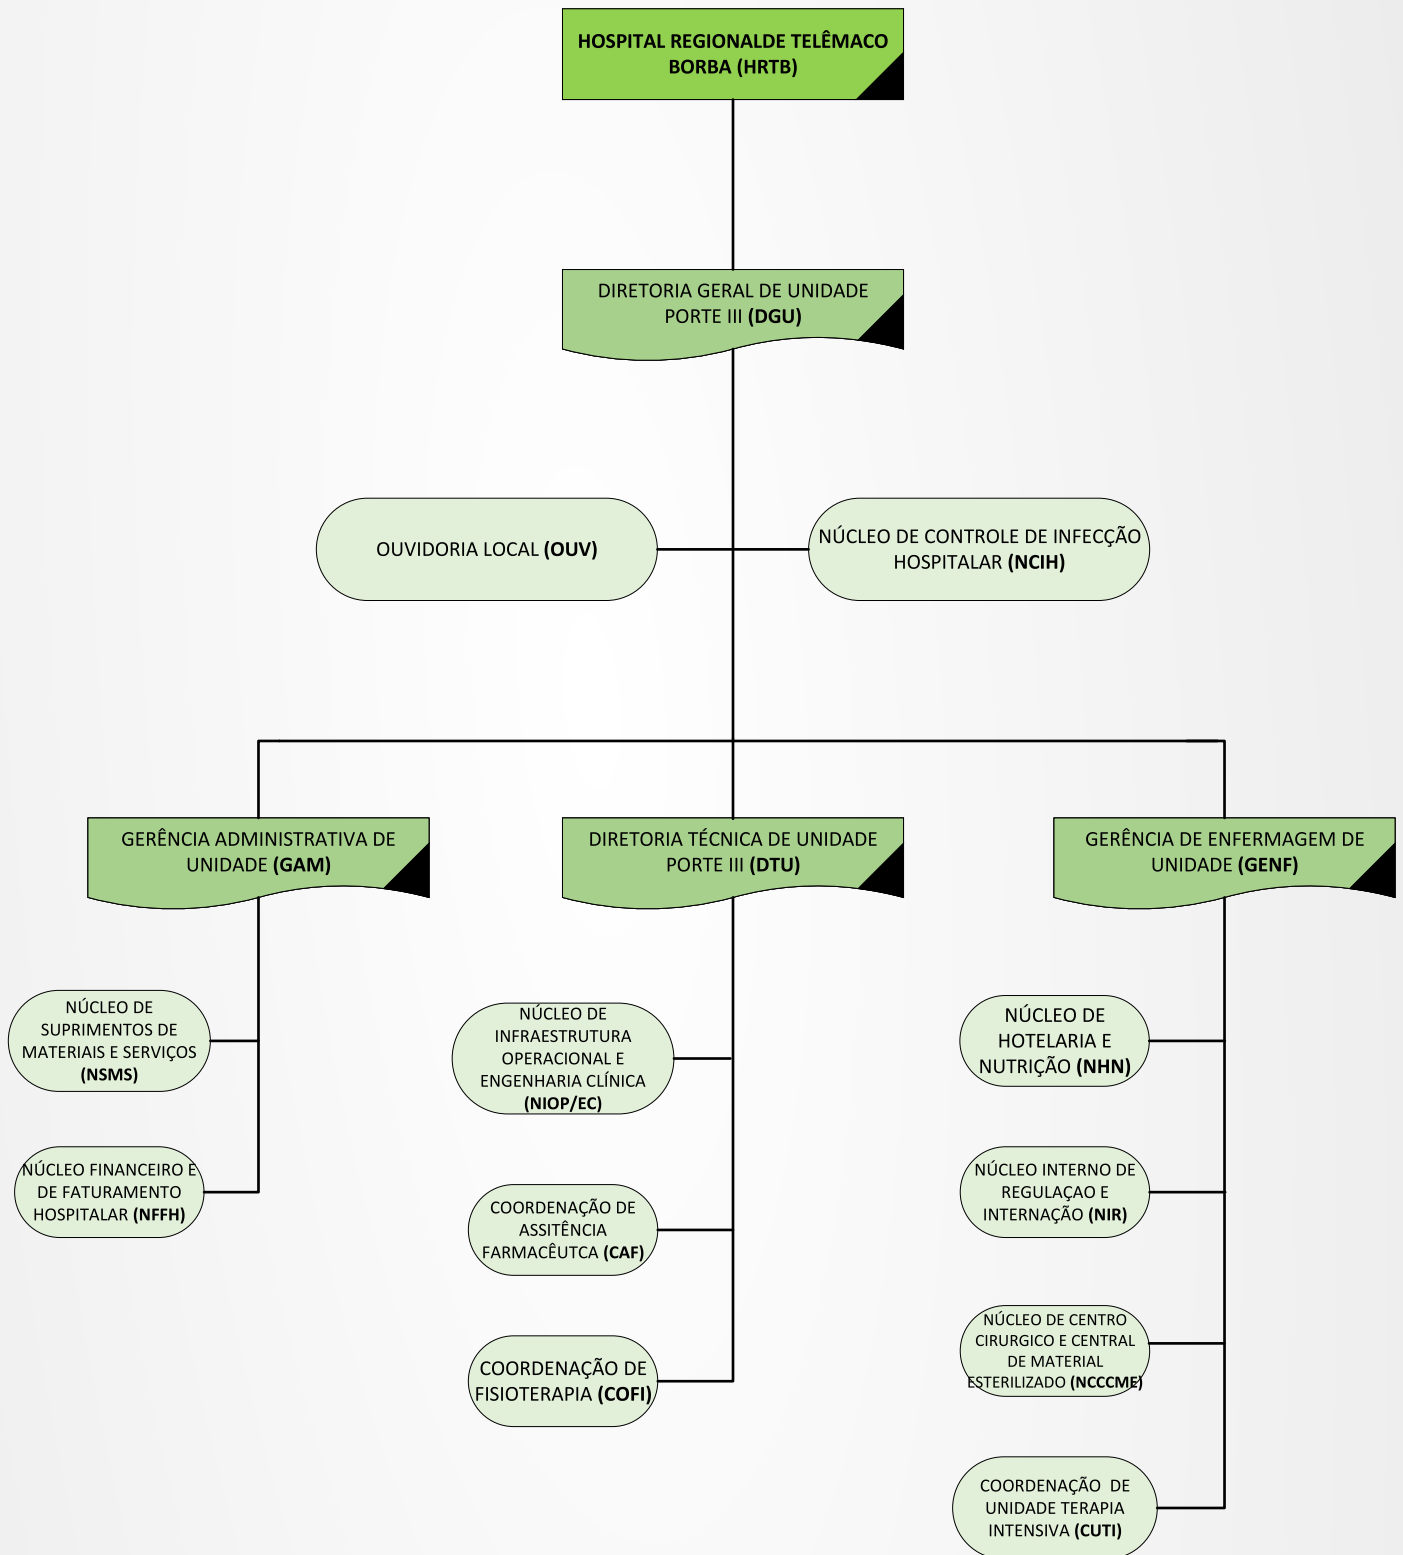 HOSPITAL REGIONALDE TELÊMACO
BORBA (HRTB)
DIRETORIA GERAL DE UNIDADE
PORTE III (DGU)
OUVIDORIA LOCAL (OUV)
NÚCLEO DE CONTROLE DE INFECÇÃO
HOSPITALAR (NCIH)
GERÊNCIA ADMINISTRATIVA DE
UNIDADE (GAM)
DIRETORIA TÉCNICA DE UNIDADE
PORTE III (DTU)
GERÊNCIA DE ENFERMAGEM DE
UNIDADE (GENF)
NÚCLEO DE
SUPRIMENTOS DE
MATERIAIS E SERVIÇOS
(NSMS)
NÚCLEO FINANCEIRO E
DE FATURAMENTO
HOSPITALAR (NFFH)
NÚCLEO DE
INFRAESTRUTURA
OPERACIONAL E
ENGENHARIA CLÍNICA
(NIOP/EC)
COORDENAÇÃO DE
ASSITÊNCIA
FARMACÊUTCA (CAF)
COORDENAÇÃO DE
FISIOTERAPIA (COFI)
NÚCLEO DE
HOTELARIA E
NUTRIÇÃO (NHN)
NÚCLEO INTERNO DE
REGULAÇAO E
INTERNAÇÃO (NIR)
NÚCLEO DE CENTRO
CIRURGICO E CENTRAL
DE MATERIAL
ESTERILIZADO (NCCCME)
COORDENAÇÃO  DE
UNIDADE TERAPIA
INTENSIVA (CUTI)